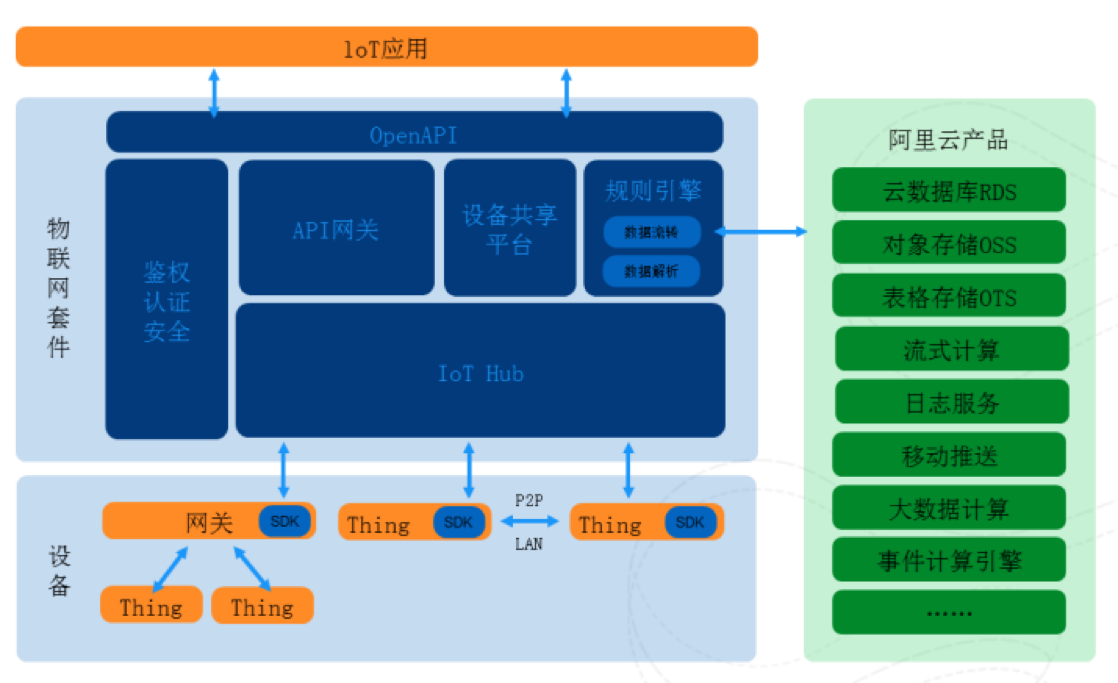 loT应用
OpenAPI
物
联
网
套
件
鉴权
认证
安全
API网关
设备共享
平台
规则引擎
数据流转
数据解析
IoT Hub
阿里云产品
云数据库RDS
对象存储OSS
表格存储OTS
流式计算
日志服务
移动推送
大数据计算
事件计算引擎
......
设
备
网关
SDK
Thing
SDK
P2P
LAN
Thing
SDK
Thing
Thing